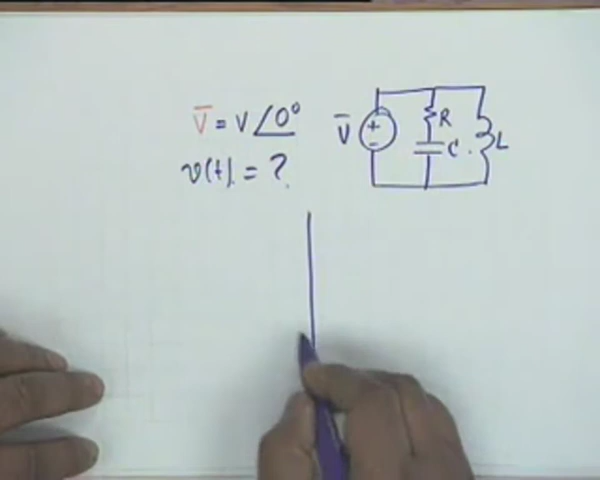 V̅ = V∠0°
v(t) = ?
V̅
+
-
R
C
L